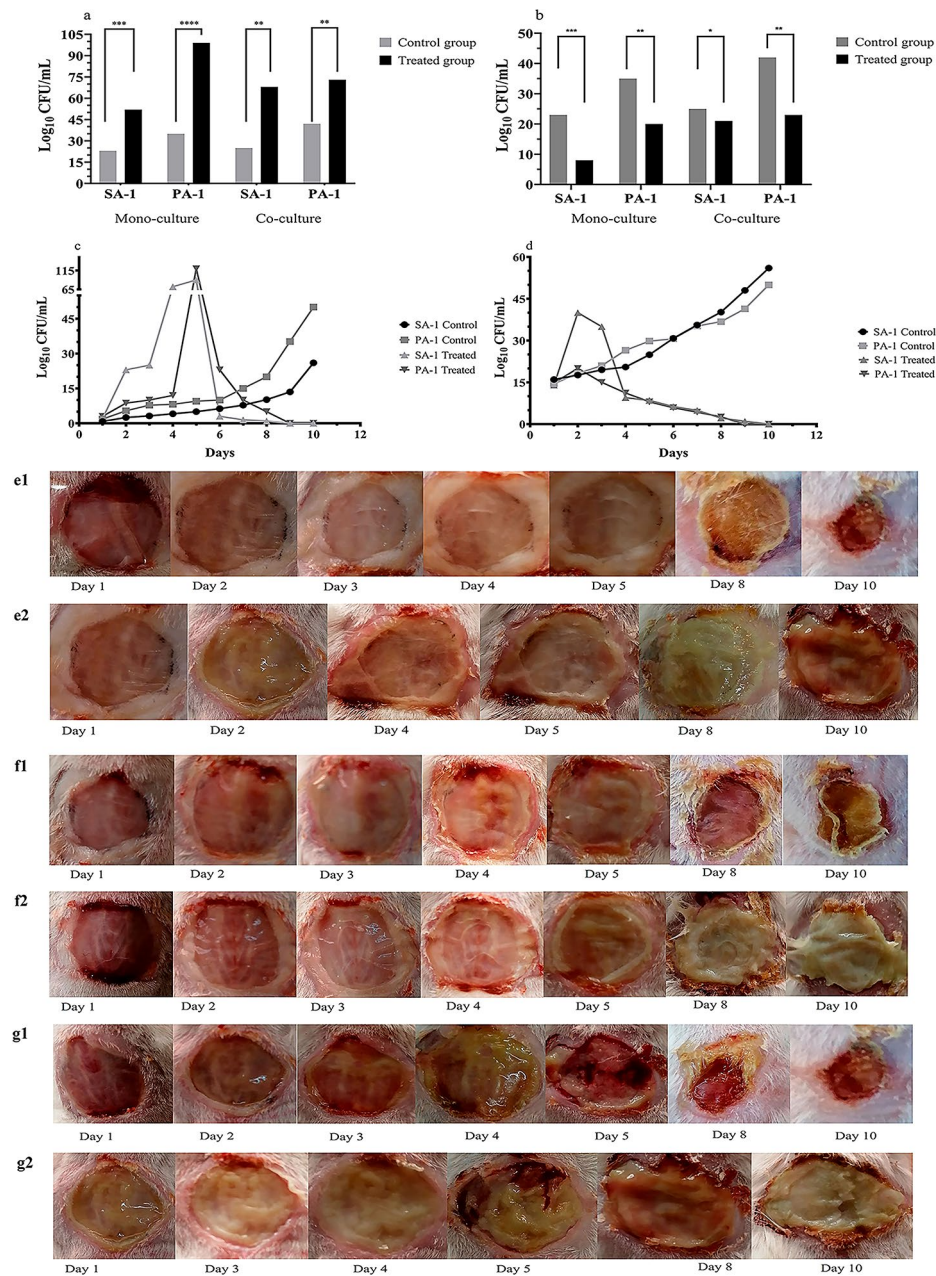 a
*** **** ** **
105
90
75
60
45
30
15
Log10 CFU/mL
SA-1 PA-1 SA-1 PA-1
Mono-culture Co-culture
Control group
Treated group
b
*** ** * **
50
40
30
20
10
0
Log10 CFU/mL
SA-1 PA-1 SA-1 PA-1
Mono-culture Co-culture
Control group
Treated group
c
115
65
45
30
15
0
Log10 CFU/mL
0 2 4 6 8 10 12
Days
SA-1 Control
PA-1 Control
SA-1 Treated
PA-1 Treated
d
60
45
30
15
0
Log10 CFU/mL
0 2 4 6 8 10 12
Days
SA-1 Control
PA-1 Control
SA-1 Treated
PA-1 Treated
e1
Day 1 Day 2 Day 3 Day 4 Day 5 Day 8 Day 10
e2
Day 1 Day 2 Day 4 Day 5 Day 8 Day 10
f1
Day 1 Day 2 Day 3 Day 4 Day 5 Day 8 Day 10
f2
Day 1 Day 2 Day 3 Day 4 Day 5 Day 8 Day 10
g1
Day 1 Day 2 Day 3 Day 4 Day 5 Day 8 Day 10
g2
Day 1 Day 3 Day 4 Day 5 Day 8 Day 10